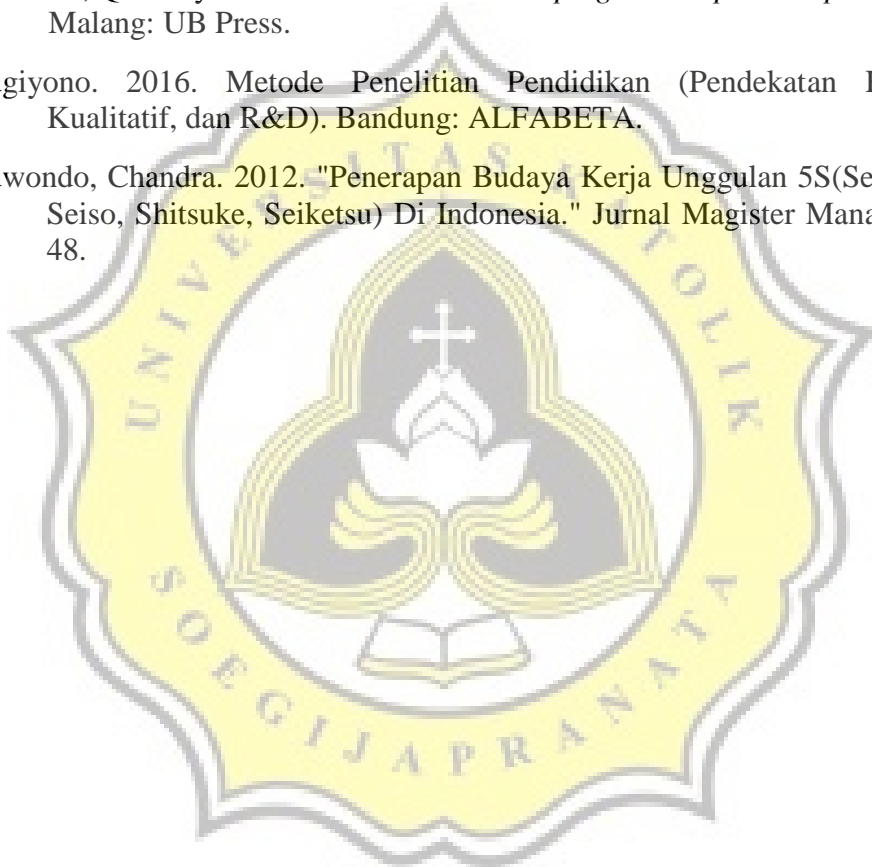 Malang: UB Press.
giyono. 2016. Metode Penelitian Pendidikan (Pendekatan
Kualitatif, dan R&D). Bandung: ALFABETA.
wondo, Chandra. 2012. "Penerapan Budaya Kerja Unggulan 5S(Se
Seiso, Shitsuke, Seiketsu) Di Indonesia." Jurnal Magister Mana
48.
UNIVERSITAS KATOLIK
SOEGIJAPRANATA